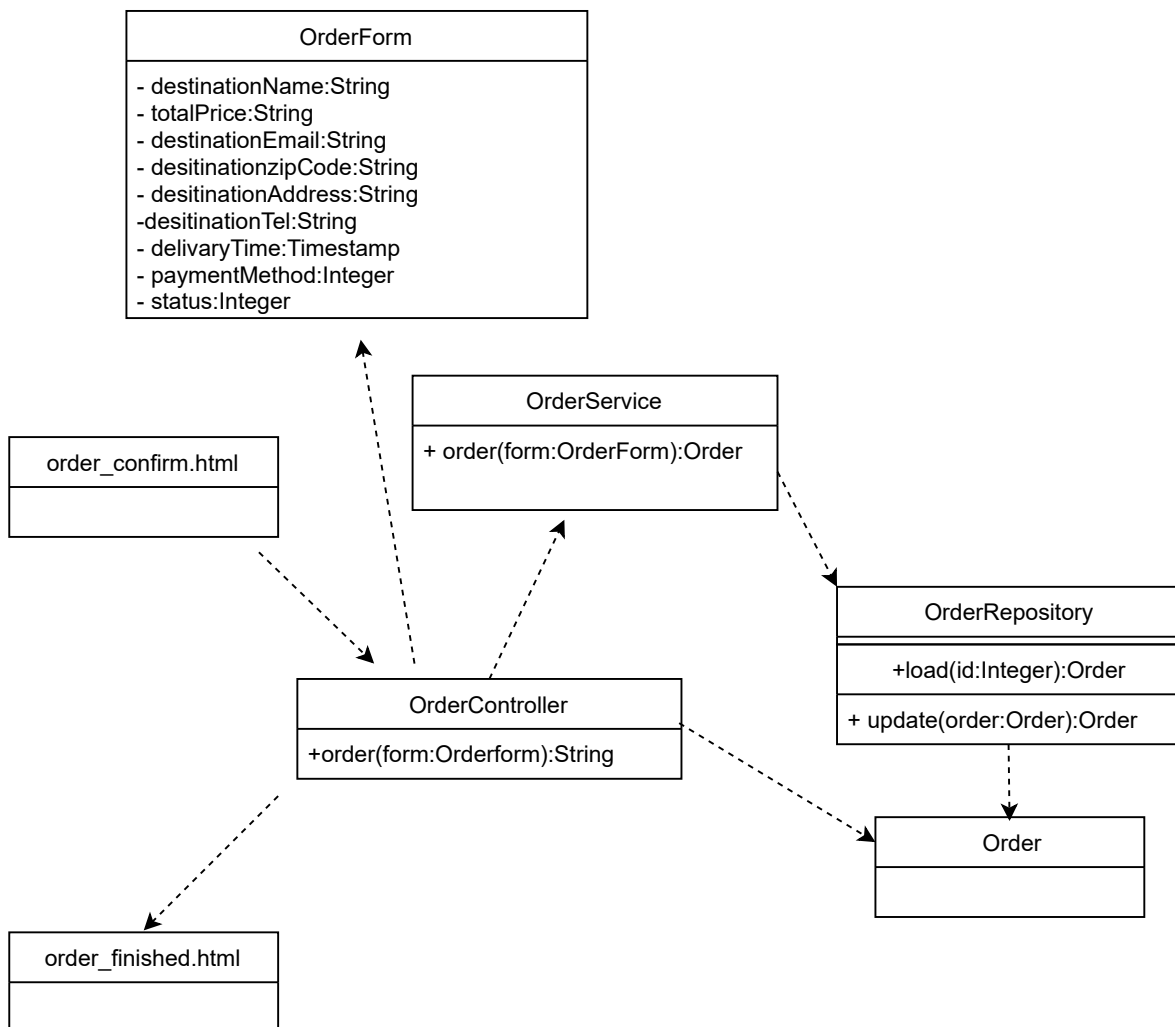 OrderForm
- destinationName:String
- totalPrice:String
- destinationEmail:String
- desitinationzipCode:String
- desitinationAddress:String
-desitinationTel:String
- delivaryTime:Timestamp
- paymentMethod:Integer
- status:Integer
OrderService
+ order(form:OrderForm):Order
order_confirm.html
OrderRepository
+load(id:Integer):Order
+ update(order:Order):Order
OrderController
+order(form:Orderform):String
Order
order_finished.html